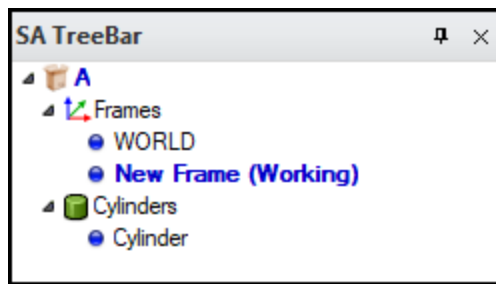 SA TreeBar
A
Frames
WORLD
New Frame (Working)
Cylinders
Cylinder